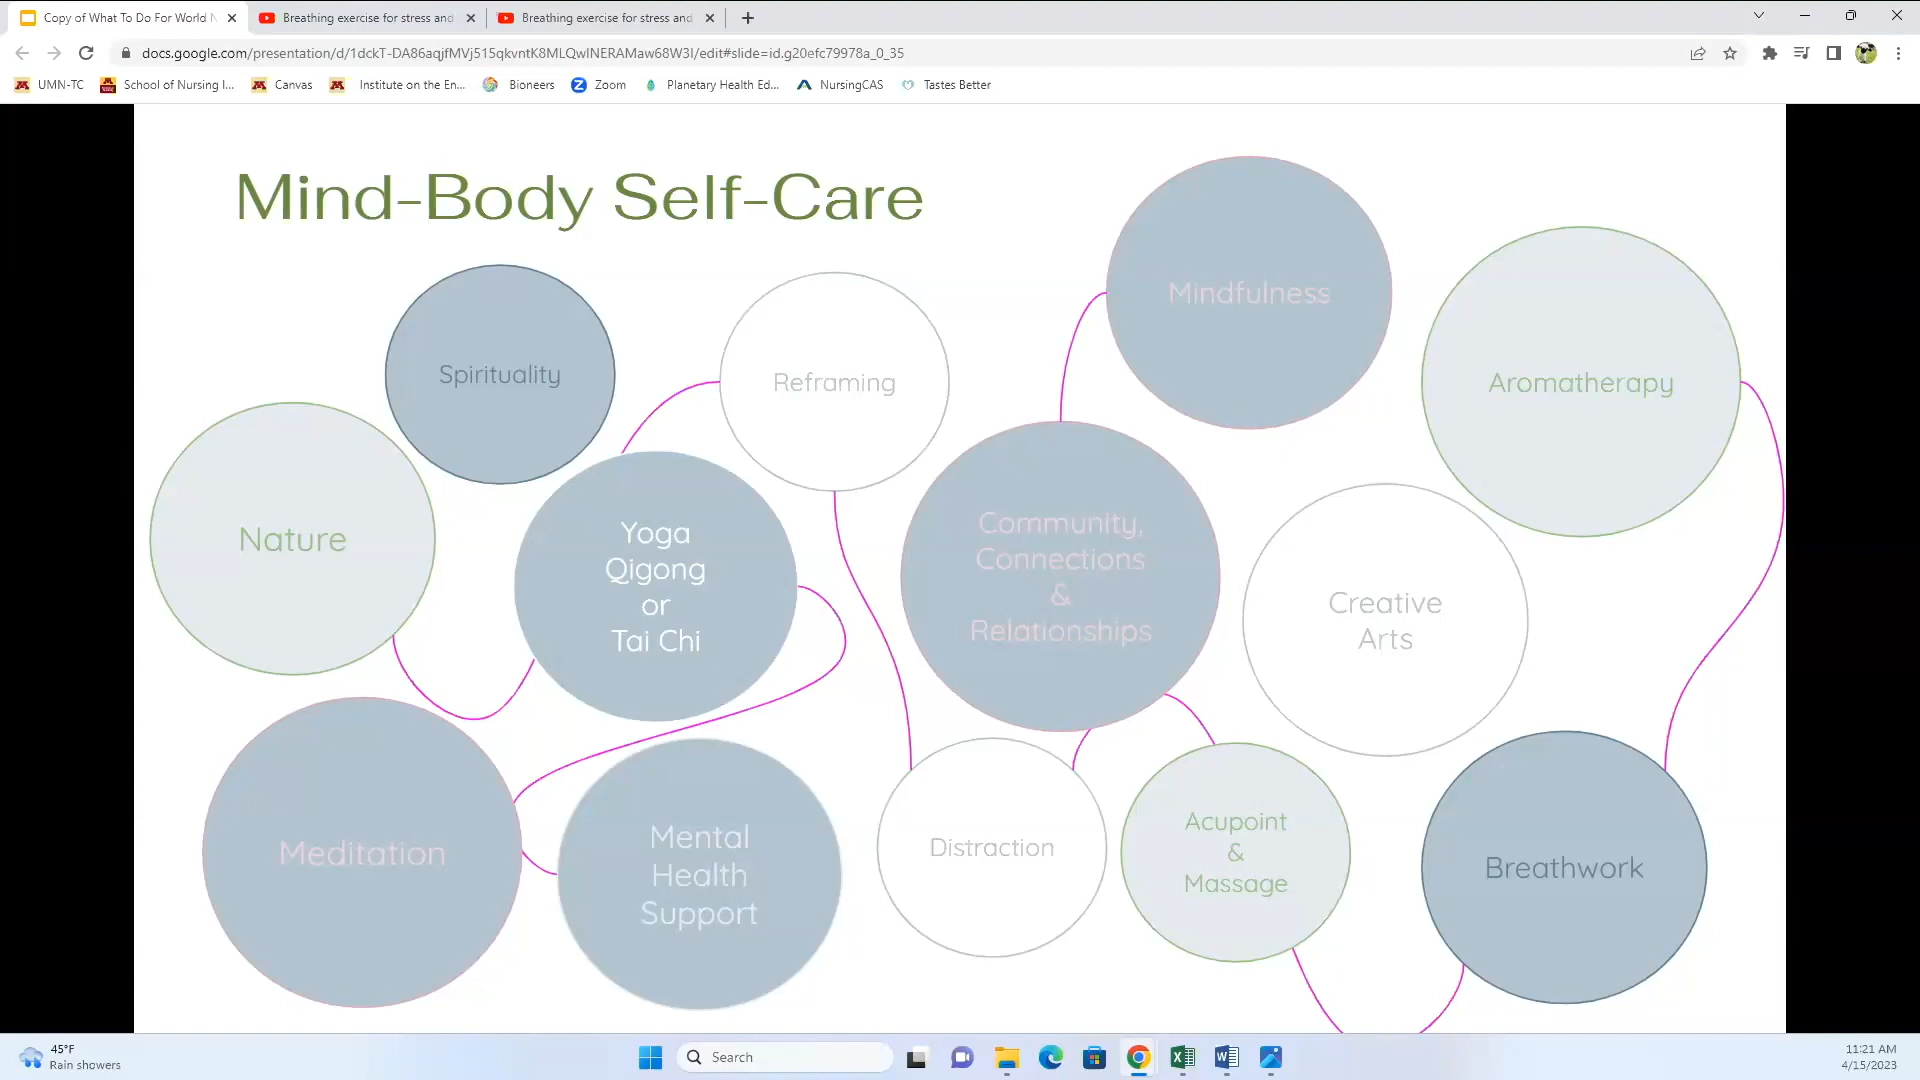 Copy of What To Do For World N
Breathing exercise for stress and
Breathing exercise for stress and
docs.google.com/presentation/d/1dckT-DA86aqjifMVj515qkvntK8MLQwlNERAMaw68W3I/edit#slide=id.g20efc79978a_0_35
UMN-TC
School of Nursing I...
Canvas
Institute on the En...
Bioneers
Zoom
Planetary Health Ed...
NursingCAS
Tastes Better
Mind-Body Self-Care
Mindfulness
Spirituality
Reframing
Aromatherapy
Nature
Yoga
Qigong
or
Tai Chi
Community,
Connections
&
Relationships
Creative
Arts
Meditation
Mental
Health
Support
Distraction
Acupoint
&
Massage
Breathwork
45°F
Rain showers
Search
11:21 AM
4/15/2023